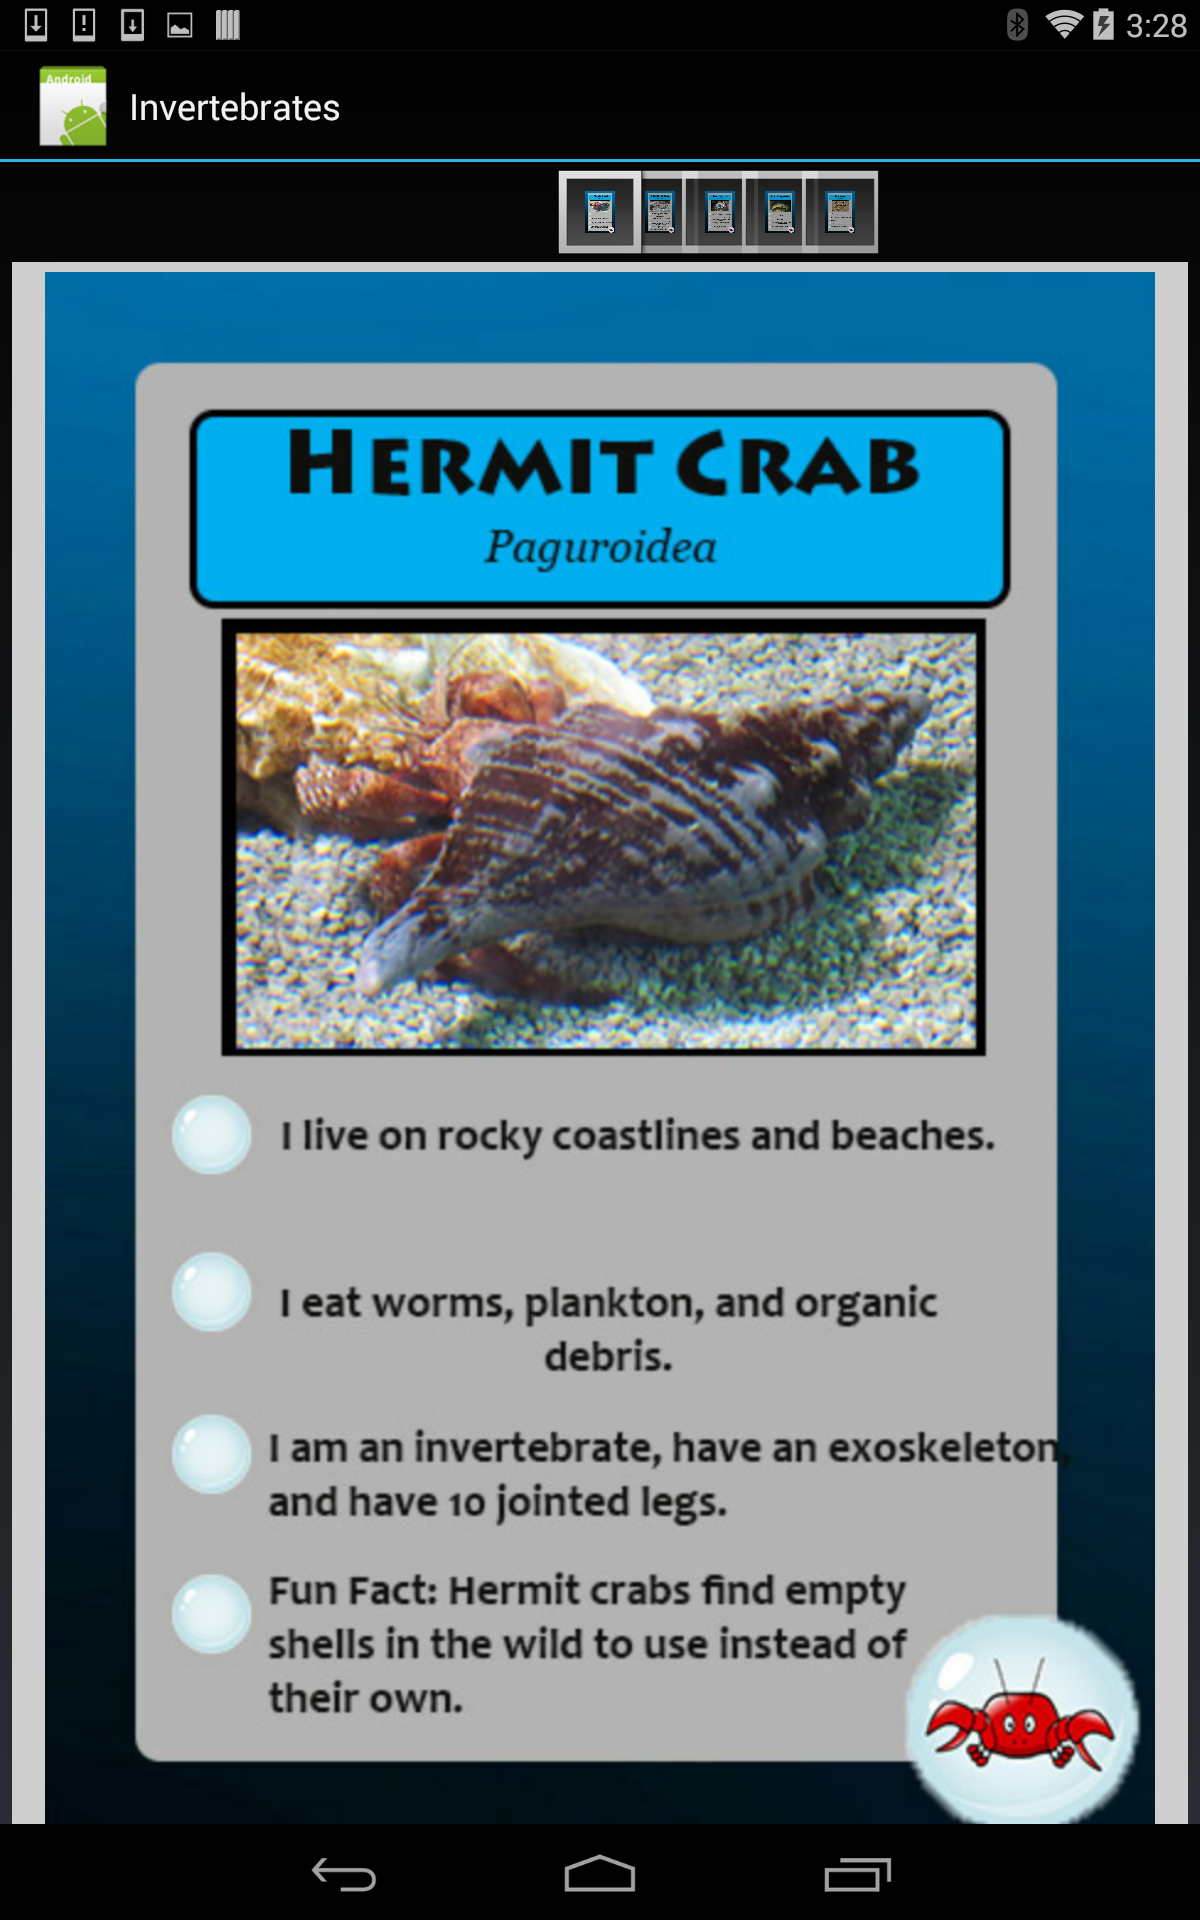 3:28
Android
Invertebrates
HERMIT CRAB
Paguroidea
I live on rocky coastlines and beaches.
I eat worms, plankton, and organic
debris.
I am an invertebrate, have an exoskeleton,
and have 10 jointed legs.
Fun Fact: Hermit crabs find empty
shells in the wild to use instead of
their own.